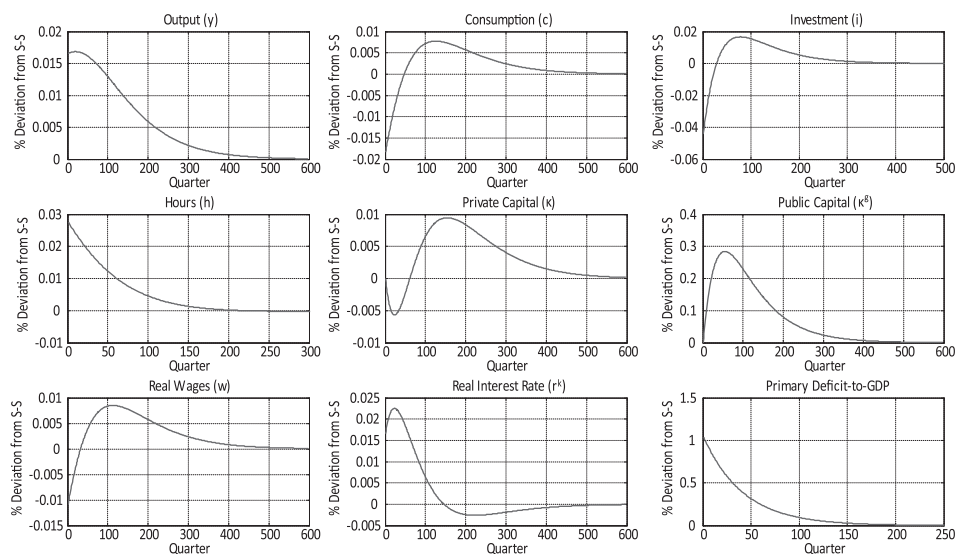 Output (y)
% Deviation from S-S
0.02
0.015
0.01
0.005
0
0 100 200 300 400 500 600
Quarter
Consumption (c)
% Deviation from S-S
0.01
0.005
0
-0.005
-0.01
-0.015
-0.02
0 100 200 300 400 500 600
Quarter
Investment (i)
% Deviation from S-S
0.02
0
-0.02
-0.04
-0.06
0 100 200 300 400 500
Quarter
Hours (h)
% Deviation from S-S
0.03
0.02
0.01
0
-0.01
0 50 100 150 200 250 300
Quarter
Private Capital (κ)
% Deviation from S-S
0.01
0.005
0
-0.005
-0.01
0 100 200 300 400 500 600
Quarter
Public Capital (κᵍ)
% Deviation from S-S
0.4
0.3
0.2
0.1
0
0 100 200 300 400 500 600
Quarter
Real Wages (w)
% Deviation from S-S
0.01
0.005
0
-0.005
-0.01
-0.015
0 100 200 300 400 500 600
Quarter
Real Interest Rate (rᵏ)
% Deviation from S-S
0.025
0.02
0.015
0.01
0.005
0
-0.005
0 100 200 300 400 500 600
Quarter
Primary Deficit-to-GDP
% Deviation from S-S
1.5
1
0.5
0
0 50 100 150 200 250
Quarter